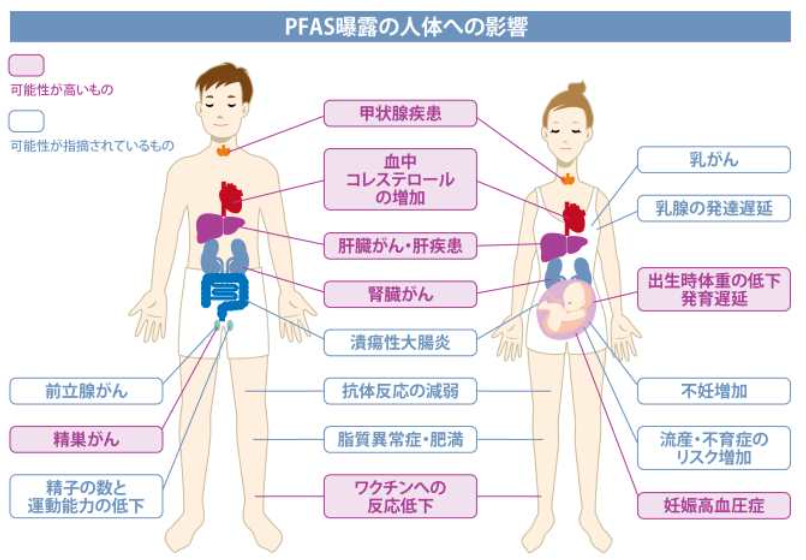 PFAS曝露の人体への影響
可能性が高いもの
可能性が指摘されているもの
甲状腺疾患
血中
コレステロール
の増加
肝臓がん・肝疾患
腎臓がん
潰瘍性大腸炎
抗体反応の減弱
脂質異常症・肥満
ワクチンへの
反応低下
前立腺がん
精巣がん
精子の数と
運動能力の低下
乳がん
乳腺の発達遅延
出生時体重の低下
発育遅延
不妊増加
流産・不育症の
リスク増加
妊娠高血圧症